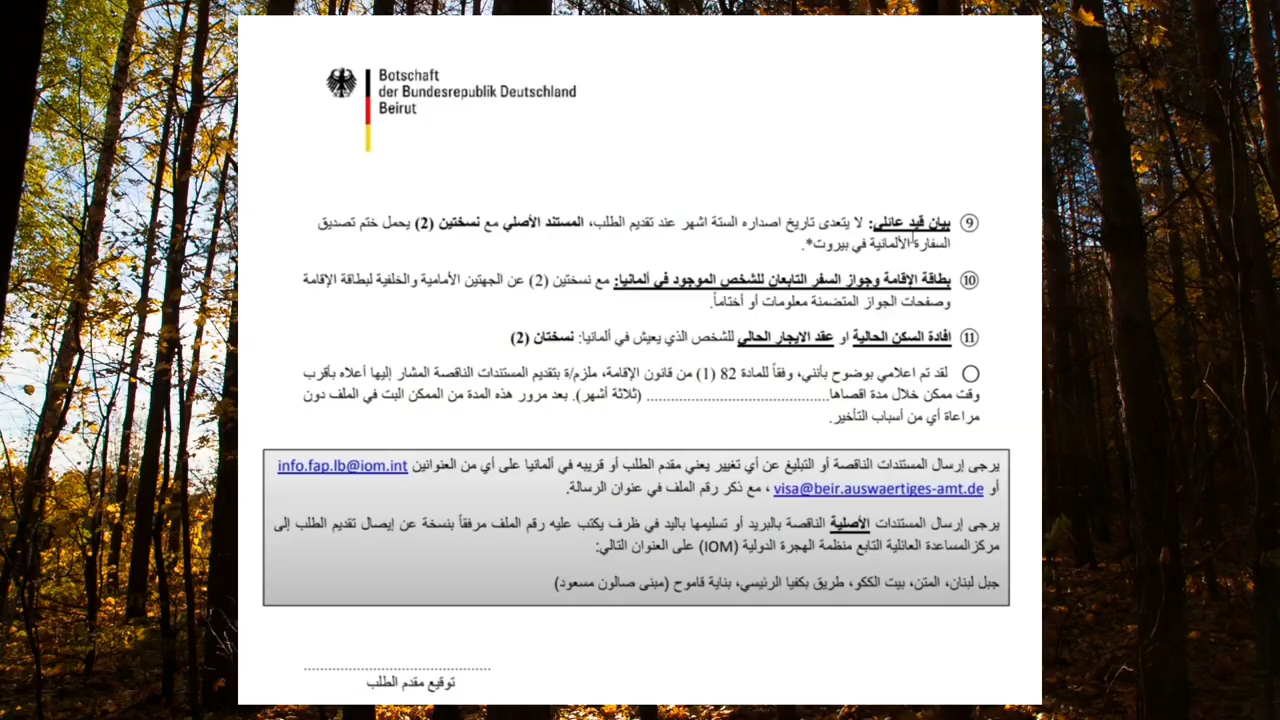 Botschaft
der Bundesrepublik Deutschland
Beirut
⑨ بيان قيد عائلي: لا يتعدى تاريخ اصداره الستة اشهر عند تقديم الطلب، المستند الأصلي مع نسختين (2) يحمل ختم تصديق
السفارة الألمانية في بيروت*.
⑩ بطاقة الإقامة وجواز السفر التابعان للشخص الموجود في ألمانيا: مع نسختين (2) عن الجهتين الأمامية والخلفية لبطاقة الإقامة
وصفحات الجواز المتضمنة معلومات أو أختاماً.
⑪ إفادة السكن الحالية او عقد الايجار الحالي للشخص الذي يعيش في ألمانيا: نسختان (2)
○ لقد تم اعلامي بوضوح بأنني، وفقاً للمادة 82 (1) من قانون الإقامة، ملزم/ة بتقديم المستندات الناقصة المشار إليها أعلاه بأقرب
وقت ممكن خلال مدة اقصاها............................................ (ثلاثة أشهر). بعد مرور هذه المدة من الممكن البت في الملف دون
مراعاة أي من أسباب التأخير.
يرجى إرسال المستندات الناقصة أو التبليغ عن أي تغيير يعني مقدم الطلب أو قريبه في ألمانيا على أي من العنوانين info.fap.lb@iom.int
أو visa@beir.auswaertiges-amt.de ، مع ذكر رقم الملف في عنوان الرسالة.
يرجى إرسال المستندات الأصلية الناقصة بالبريد أو تسليمها باليد في ظرف يكتب عليه رقم الملف مرفقاً بنسخة عن إيصال تقديم الطلب إلى
مركز المساعدة العائلية التابع منظمة الهجرة الدولية (IOM) على العنوان التالي:
جبل لبنان، المتن، بيت الككو، طريق بكفيا الرئيسي، بناية قاموح (مبنى صالون مسعود)
.............................................
توقيع مقدم الطلب